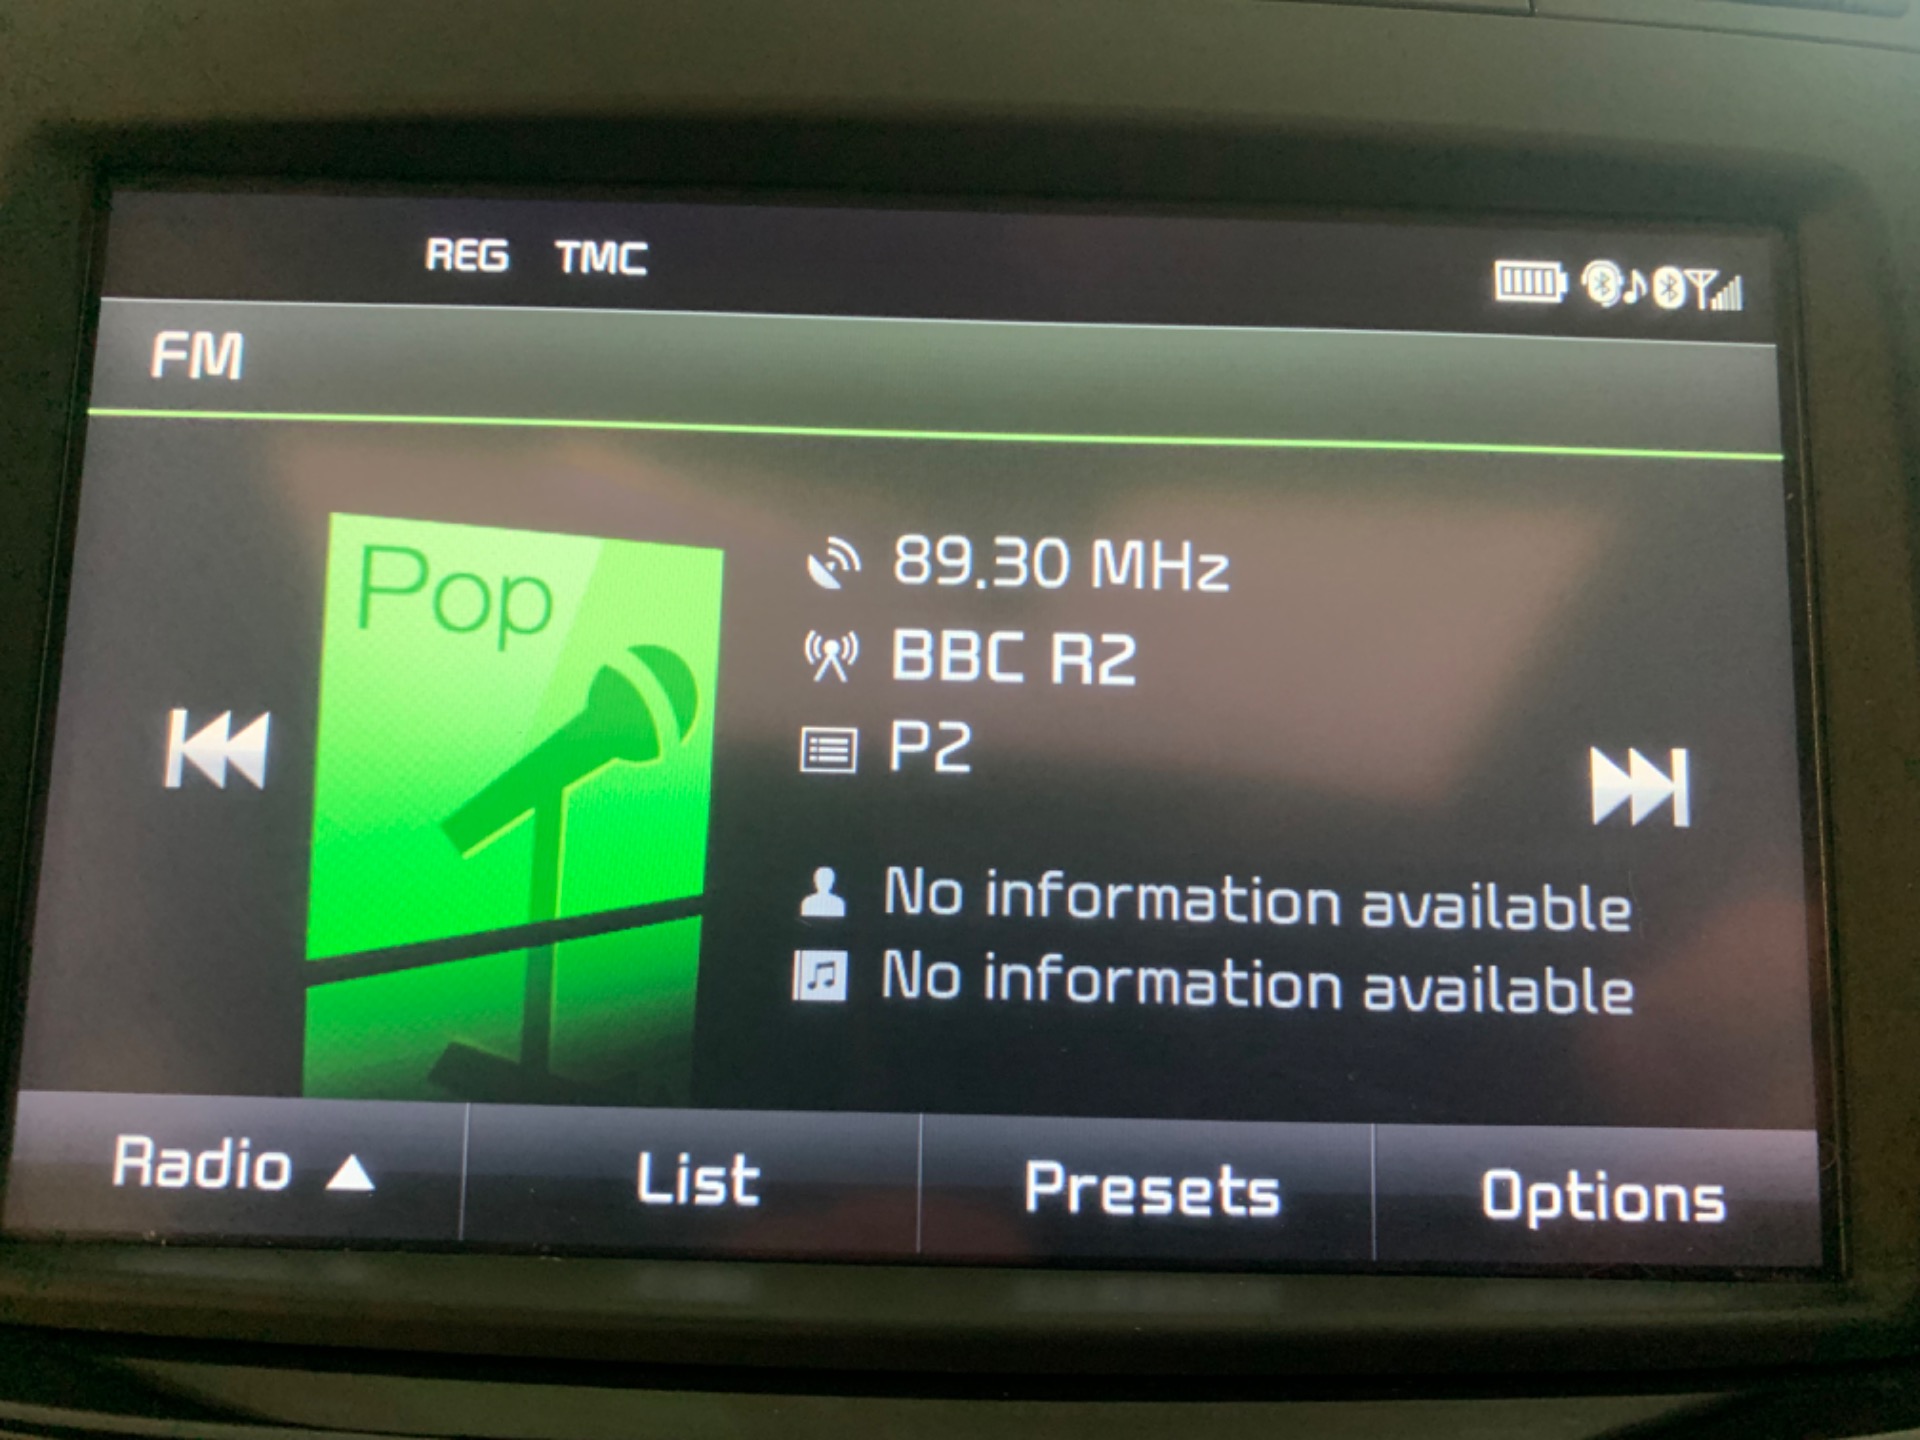 REG TMC
FM
Pop
89.30 MHz
BBC R2
P2
No information available
No information available
Radio List Presets Options